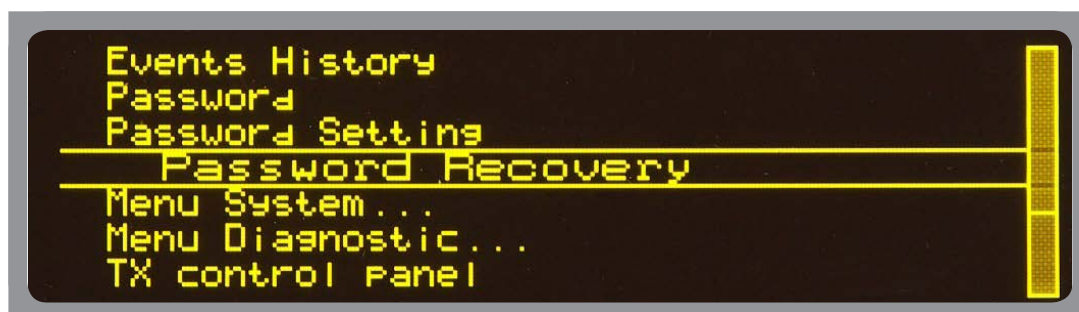 Events History
Password
Password Setting
Password Recovery
Menu System...
Menu Diagnostic...
TX control panel